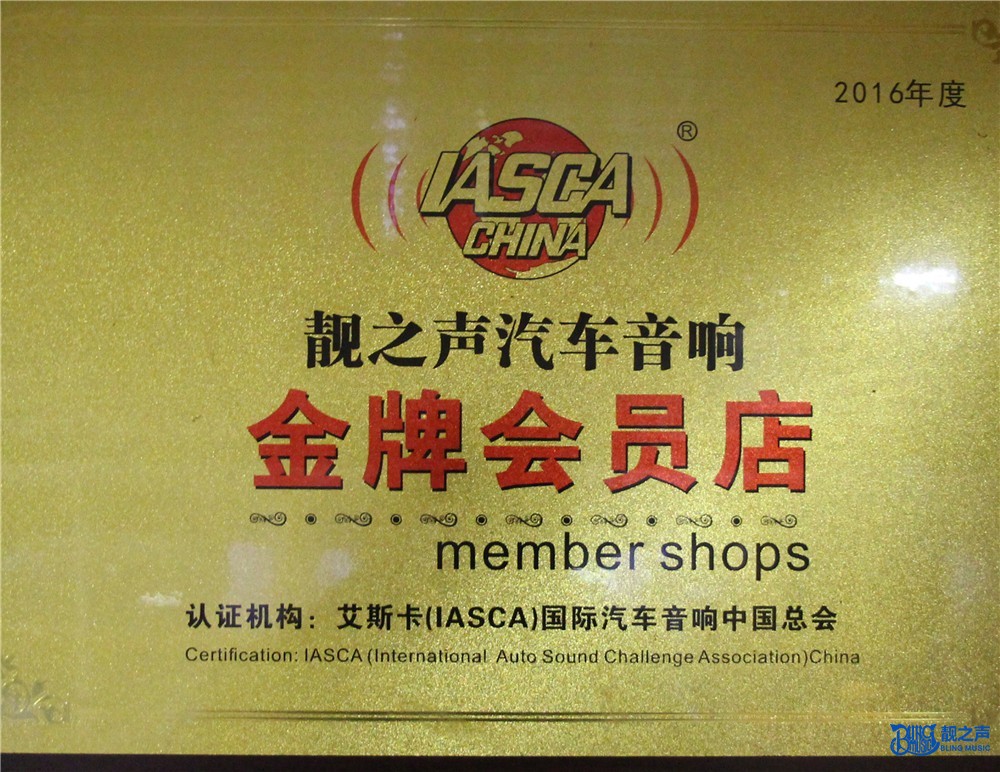 2016年度
®
IASCA
CHINA
靓之声汽车音响
金牌会员店
member shops
认证机构：艾斯卡(IASCA)国际汽车音响中国总会
Certification: IASCA (International Auto Sound Challenge Association)China
靓之声
BLING MUSIC